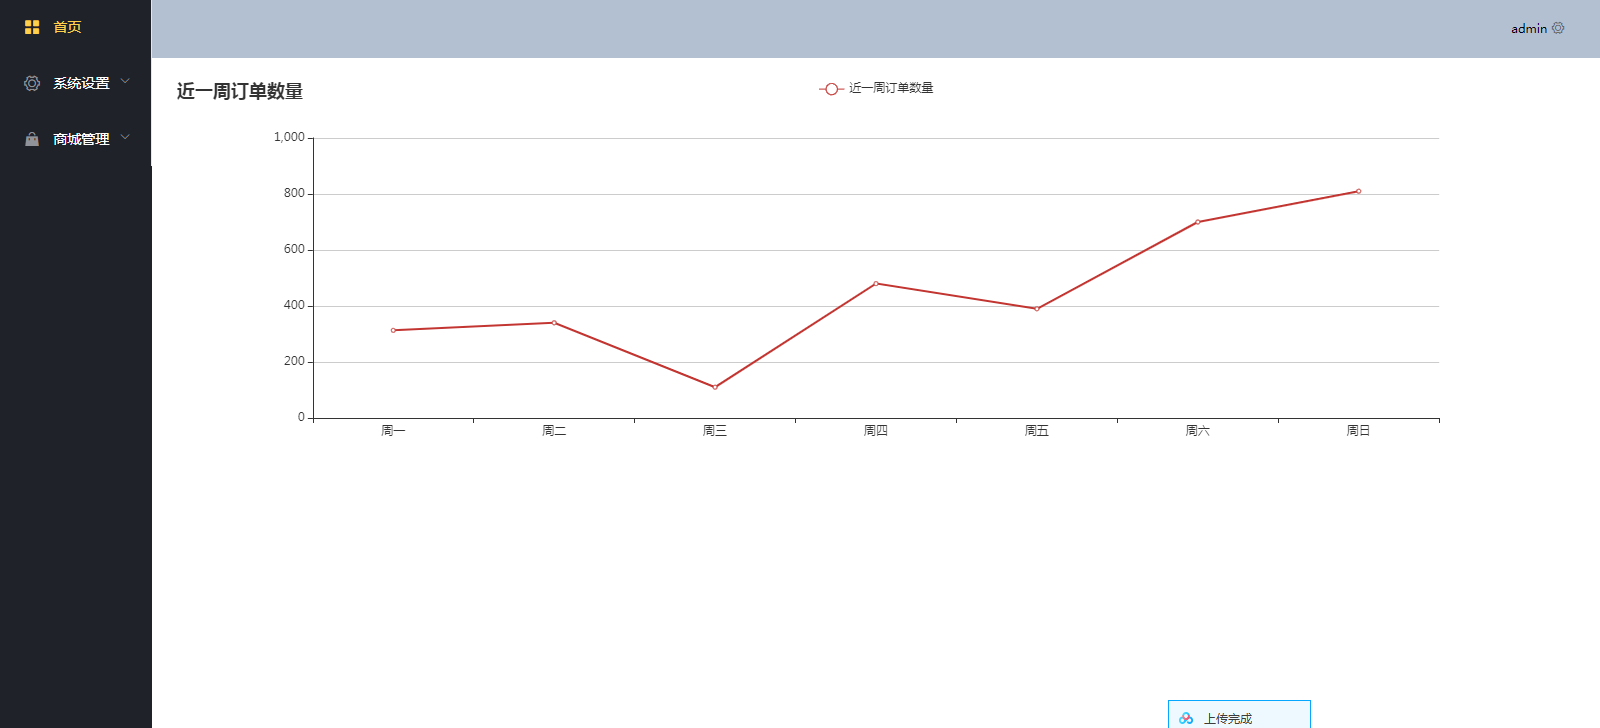 首页
系统设置
商城管理
admin
近一周订单数量
近一周订单数量
1,000
800
600
400
200
0
周一 周二 周三 周四 周五 周六 周日
上传完成